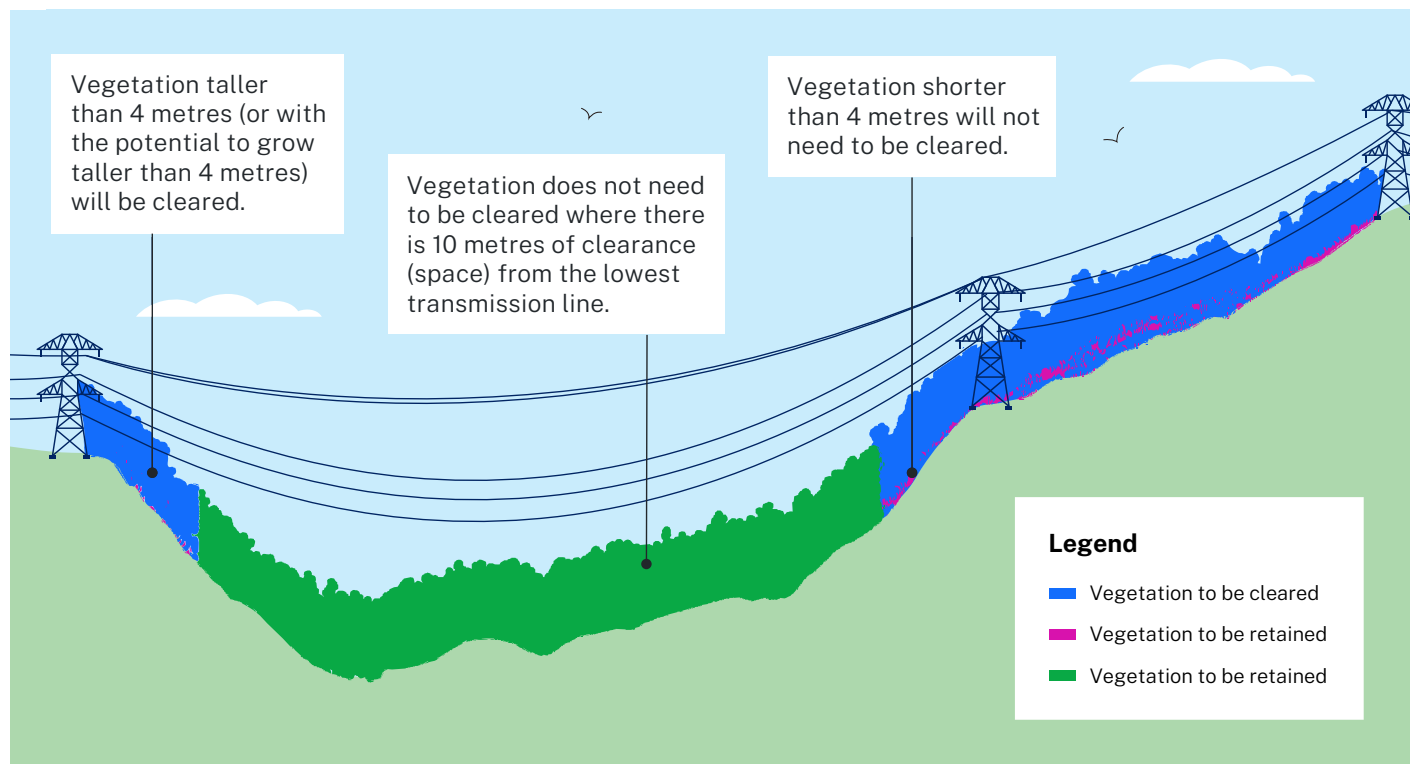 Vegetation taller
than 4 metres (or with
the potential to grow
taller than 4 metres)
will be cleared.
Vegetation does not need
to be cleared where there
is 10 metres of clearance
(space) from the lowest
transmission line.
Vegetation shorter
than 4 metres will not
need to be cleared.
Legend
Vegetation to be cleared
Vegetation to be retained
Vegetation to be retained